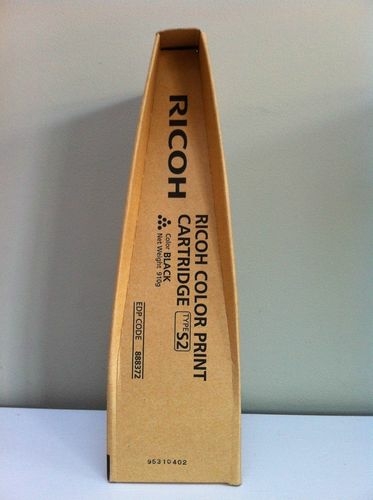 RICOH
RICOH COLOR PRINT
CARTRIDGE TYPE S2
Color BLACK
Net Weight 910g
EDP CODE 888372
95310402